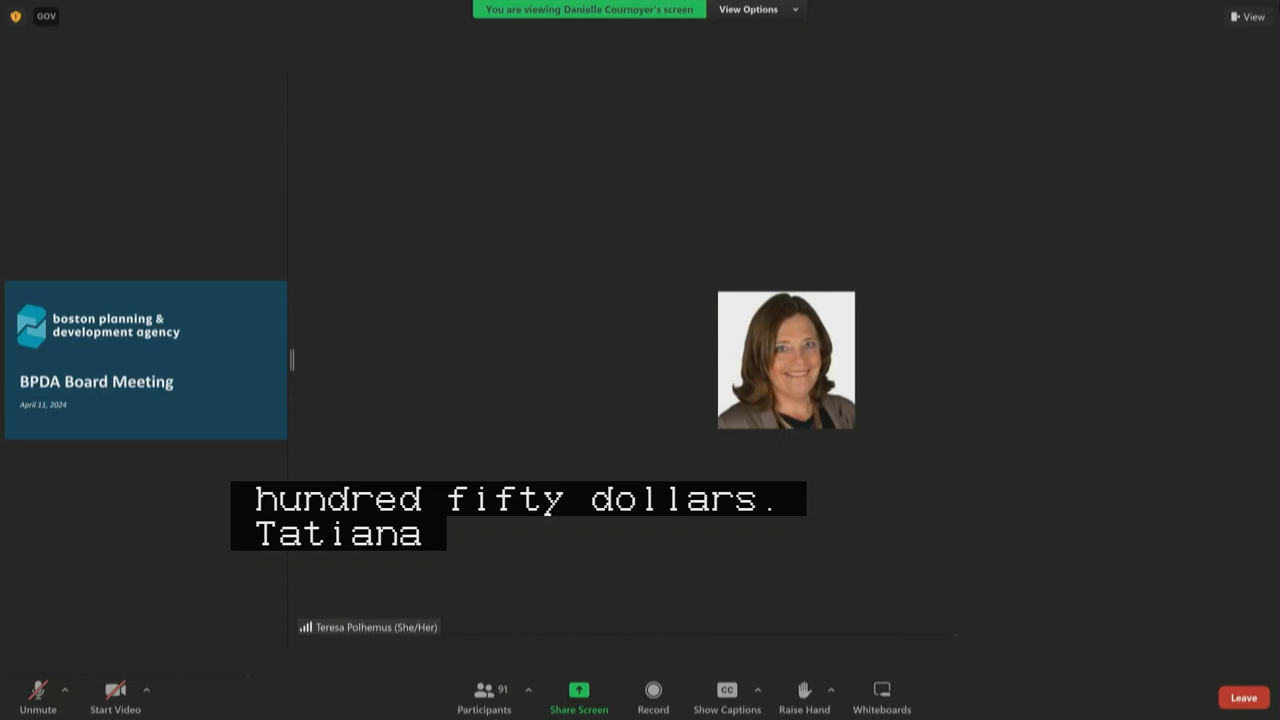 GOV
You are viewing Danielle Cournoyer's screen
View Options
View
boston planning &
development agency
BPDA Board Meeting
April 11, 2024
hundred fifty dollars.
Tatiana
Teresa Polhemus (She/Her)
Unmute
Start Video
91
Participants
Share Screen
Record
CC
Show Captions
Raise Hand
Whiteboards
Leave